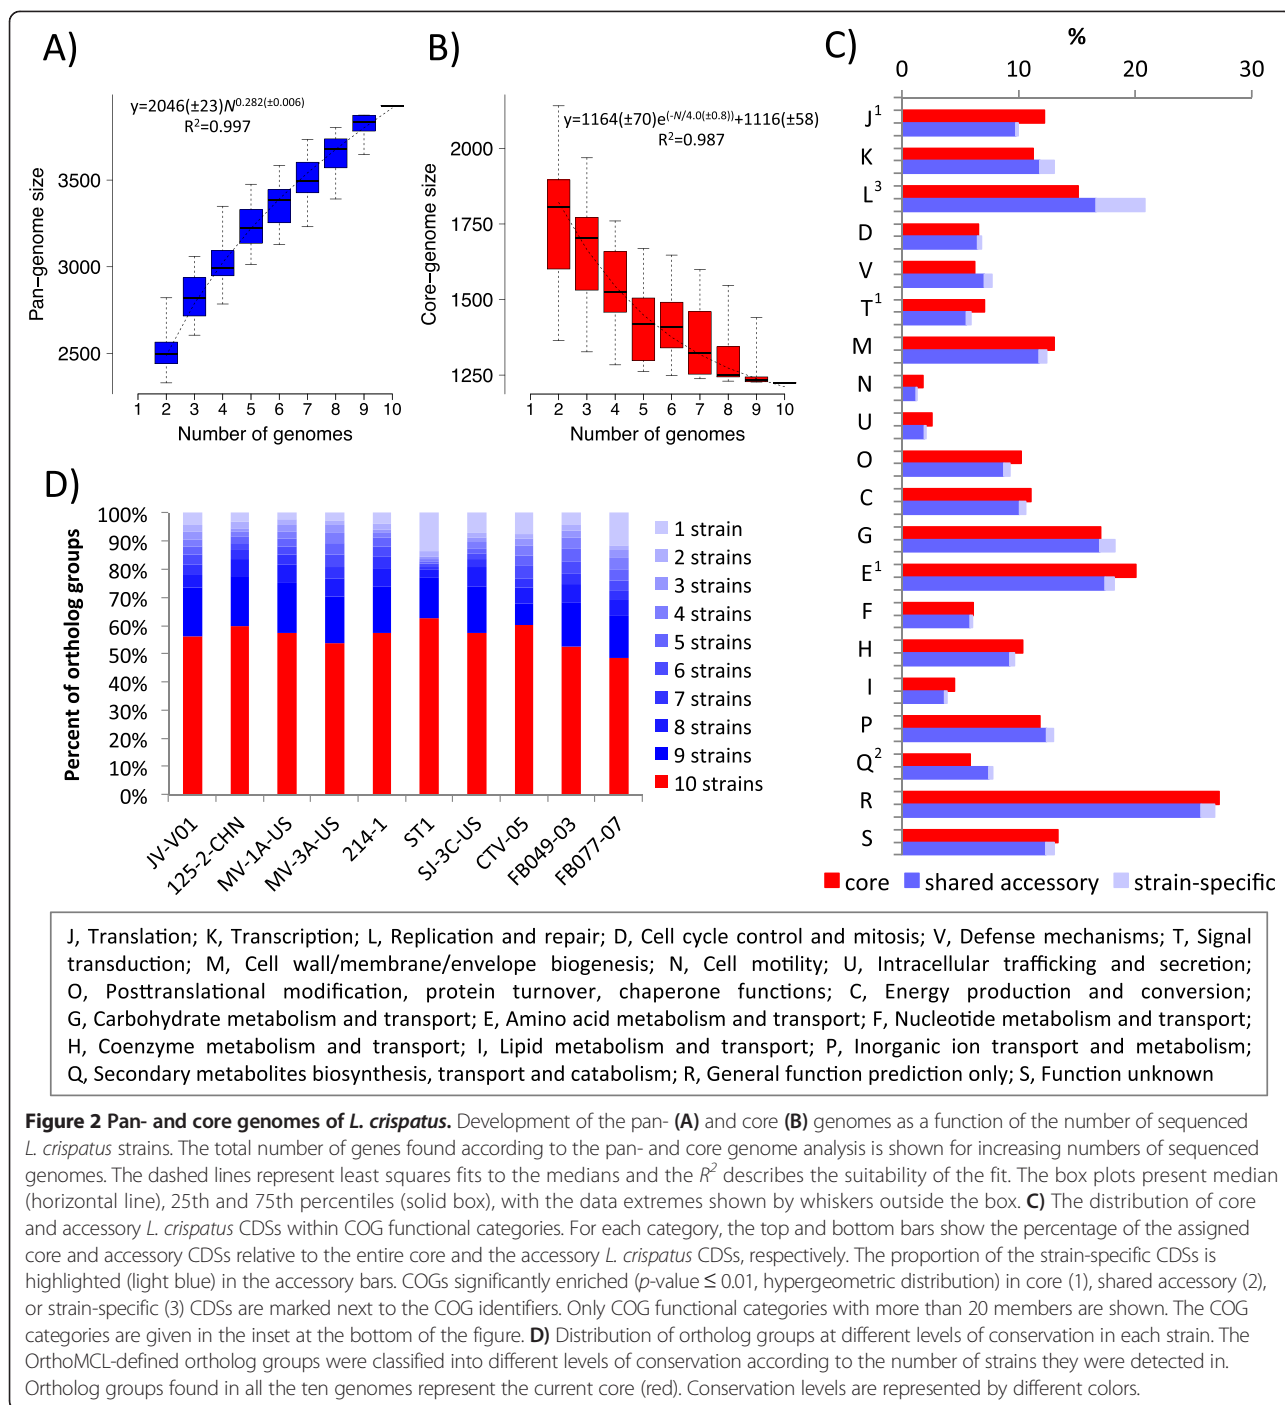 A)
y=2046(±23)N^0.282(±0.006)
R²=0.997
Pan−genome size
3500
3000
2500
1 2 3 4 5 6 7 8 9 10
Number of genomes
B)
y=1164(±70)e^(-N/4.0(±0.8))+1116(±58)
R²=0.987
Core−genome size
2000
1750
1500
1250
1 2 3 4 5 6 7 8 9 10
Number of genomes
C)
%
0 10 20 30
J¹
K
L³
D
V
T¹
M
N
U
O
C
G
E¹
F
H
I
P
Q²
R
S
core shared accessory strain-specific
D)
Percent of ortholog groups
100%
90%
80%
70%
60%
50%
40%
30%
20%
10%
0%
JV-V01
125-2-CHN
MV-1A-US
MV-3A-US
214-1
ST1
SJ-3C-US
CTV-05
FB049-03
FB077-07
1 strain
2 strains
3 strains
4 strains
5 strains
6 strains
7 strains
8 strains
9 strains
10 strains
J, Translation; K, Transcription; L, Replication and repair; D, Cell cycle control and mitosis; V, Defense mechanisms; T, Signal
transduction; M, Cell wall/membrane/envelope biogenesis; N, Cell motility; U, Intracellular trafficking and secretion;
O, Posttranslational modification, protein turnover, chaperone functions; C, Energy production and conversion;
G, Carbohydrate metabolism and transport; E, Amino acid metabolism and transport; F, Nucleotide metabolism and transport;
H, Coenzyme metabolism and transport; I, Lipid metabolism and transport; P, Inorganic ion transport and metabolism;
Q, Secondary metabolites biosynthesis, transport and catabolism; R, General function prediction only; S, Function unknown
Figure 2 Pan- and core genomes of L. crispatus. Development of the pan- (A) and core (B) genomes as a function of the number of sequenced
L. crispatus strains. The total number of genes found according to the pan- and core genome analysis is shown for increasing numbers of sequenced
genomes. The dashed lines represent least squares fits to the medians and the R² describes the suitability of the fit. The box plots present median
(horizontal line), 25th and 75th percentiles (solid box), with the data extremes shown by whiskers outside the box. C) The distribution of core
and accessory L. crispatus CDSs within COG functional categories. For each category, the top and bottom bars show the percentage of the assigned
core and accessory CDSs relative to the entire core and the accessory L. crispatus CDSs, respectively. The proportion of the strain-specific CDSs is
highlighted (light blue) in the accessory bars. COGs significantly enriched (p-value ≤ 0.01, hypergeometric distribution) in core (1), shared accessory (2),
or strain-specific (3) CDSs are marked next to the COG identifiers. Only COG functional categories with more than 20 members are shown. The COG
categories are given in the inset at the bottom of the figure. D) Distribution of ortholog groups at different levels of conservation in each strain. The
OrthoMCL-defined ortholog groups were classified into different levels of conservation according to the number of strains they were detected in.
Ortholog groups found in all the ten genomes represent the current core (red). Conservation levels are represented by different colors.